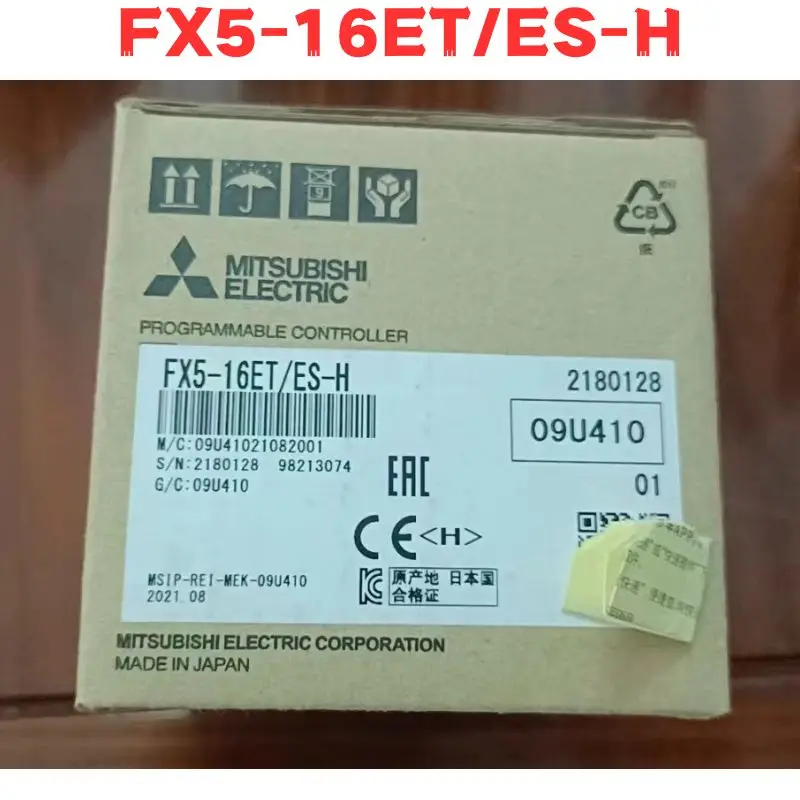 FX5-16ET/ES-H
9
CB
MITSUBISHI
ELECTRIC
PROGRAMMABLE CONTROLLER
FX5-16ET/ES-H
2180128
M/C:09U41021082001
09U410
S/N:2180128 98213074
G/C:09U410
EAC
01
CE <H>
MSIP-REI-MEK-09U410
2021.08
原产地 日本国
合格证
MITSUBISHI ELECTRIC CORPORATION
MADE IN JAPAN